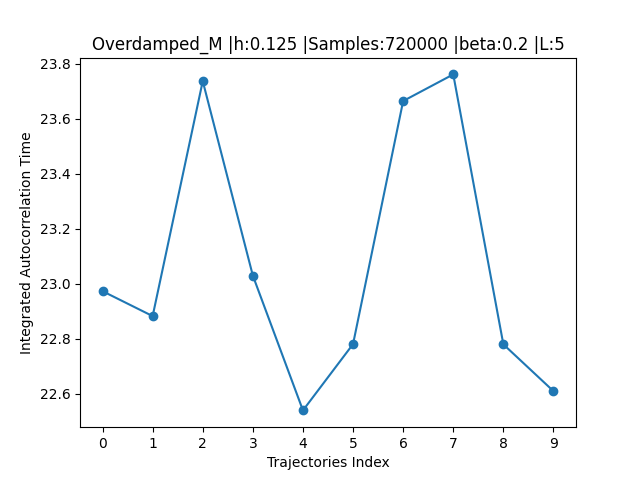 Overdamped_M |h:0.125 |Samples:720000 |beta:0.2 |L:5
23.8
23.6
23.4
23.2
23.0
22.8
22.6
Integrated Autocorrelation Time
0 1 2 3 4 5 6 7 8 9
Trajectories Index